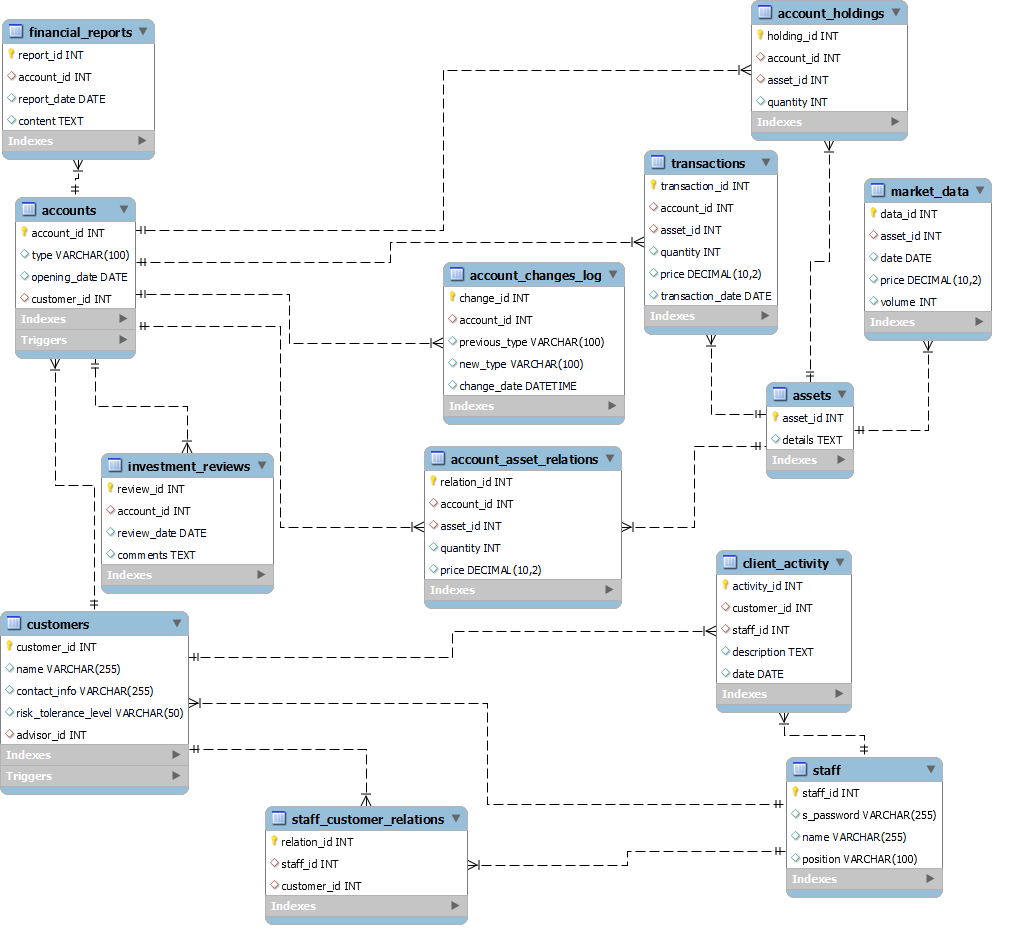 financial_reports
report_id INT
account_id INT
report_date DATE
content TEXT
Indexes
account_holdings
holding_id INT
account_id INT
asset_id INT
quantity INT
Indexes
transactions
transaction_id INT
account_id INT
asset_id INT
quantity INT
price DECIMAL(10,2)
transaction_date DATE
Indexes
market_data
data_id INT
asset_id INT
date DATE
price DECIMAL(10,2)
volume INT
Indexes
accounts
account_id INT
type VARCHAR(100)
opening_date DATE
customer_id INT
Indexes
Triggers
account_changes_log
change_id INT
account_id INT
previous_type VARCHAR(100)
new_type VARCHAR(100)
change_date DATETIME
Indexes
assets
asset_id INT
details TEXT
Indexes
investment_reviews
review_id INT
account_id INT
review_date DATE
comments TEXT
Indexes
account_asset_relations
relation_id INT
account_id INT
asset_id INT
quantity INT
price DECIMAL(10,2)
Indexes
client_activity
activity_id INT
customer_id INT
staff_id INT
description TEXT
date DATE
Indexes
customers
customer_id INT
name VARCHAR(255)
contact_info VARCHAR(255)
risk_tolerance_level VARCHAR(50)
advisor_id INT
Indexes
Triggers
staff
staff_id INT
s_password VARCHAR(255)
name VARCHAR(255)
position VARCHAR(100)
Indexes
staff_customer_relations
relation_id INT
staff_id INT
customer_id INT
Indexes